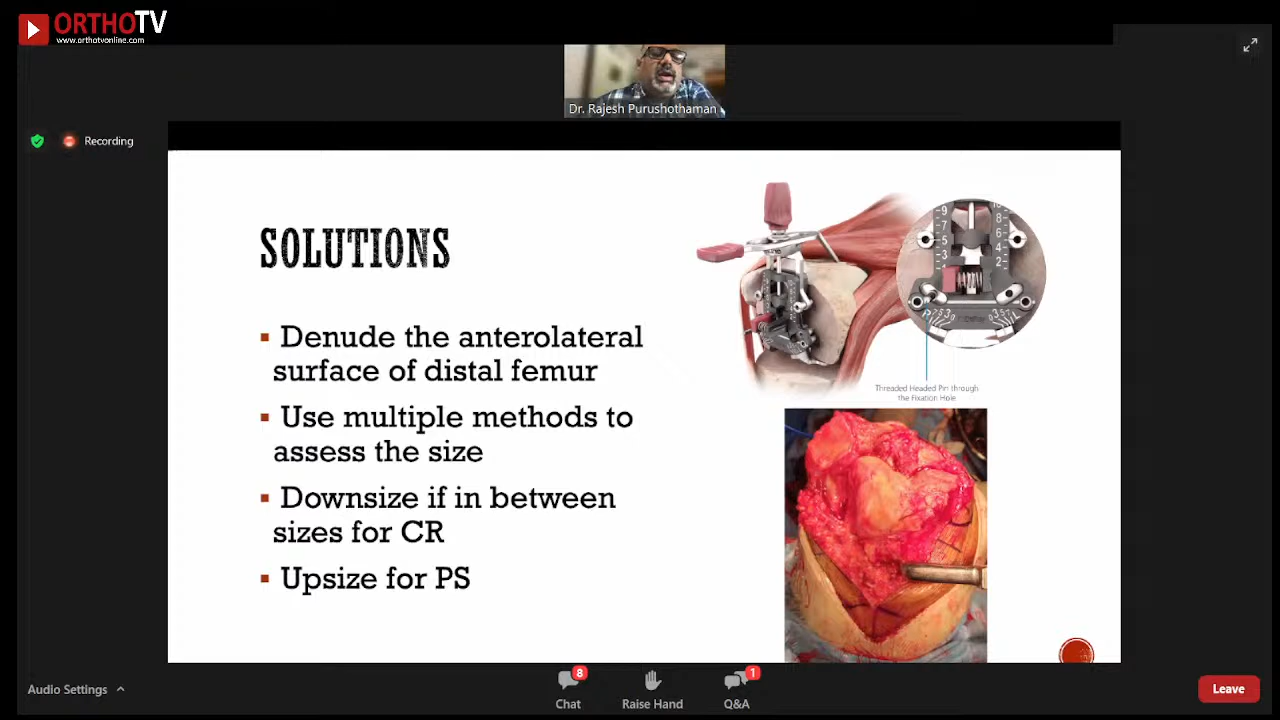 ORTHOTV
www.orthotvonline.com
Dr. Rajesh Purushothaman
Recording
SOLUTIONS
Denude the anterolateral
surface of distal femur
Use multiple methods to
assess the size
Downsize if in between
sizes for CR
Upsize for PS
Threaded Headed Pin through
the Fixation Hole
Audio Settings
8
Chat
Raise Hand
1
Q&A
Leave